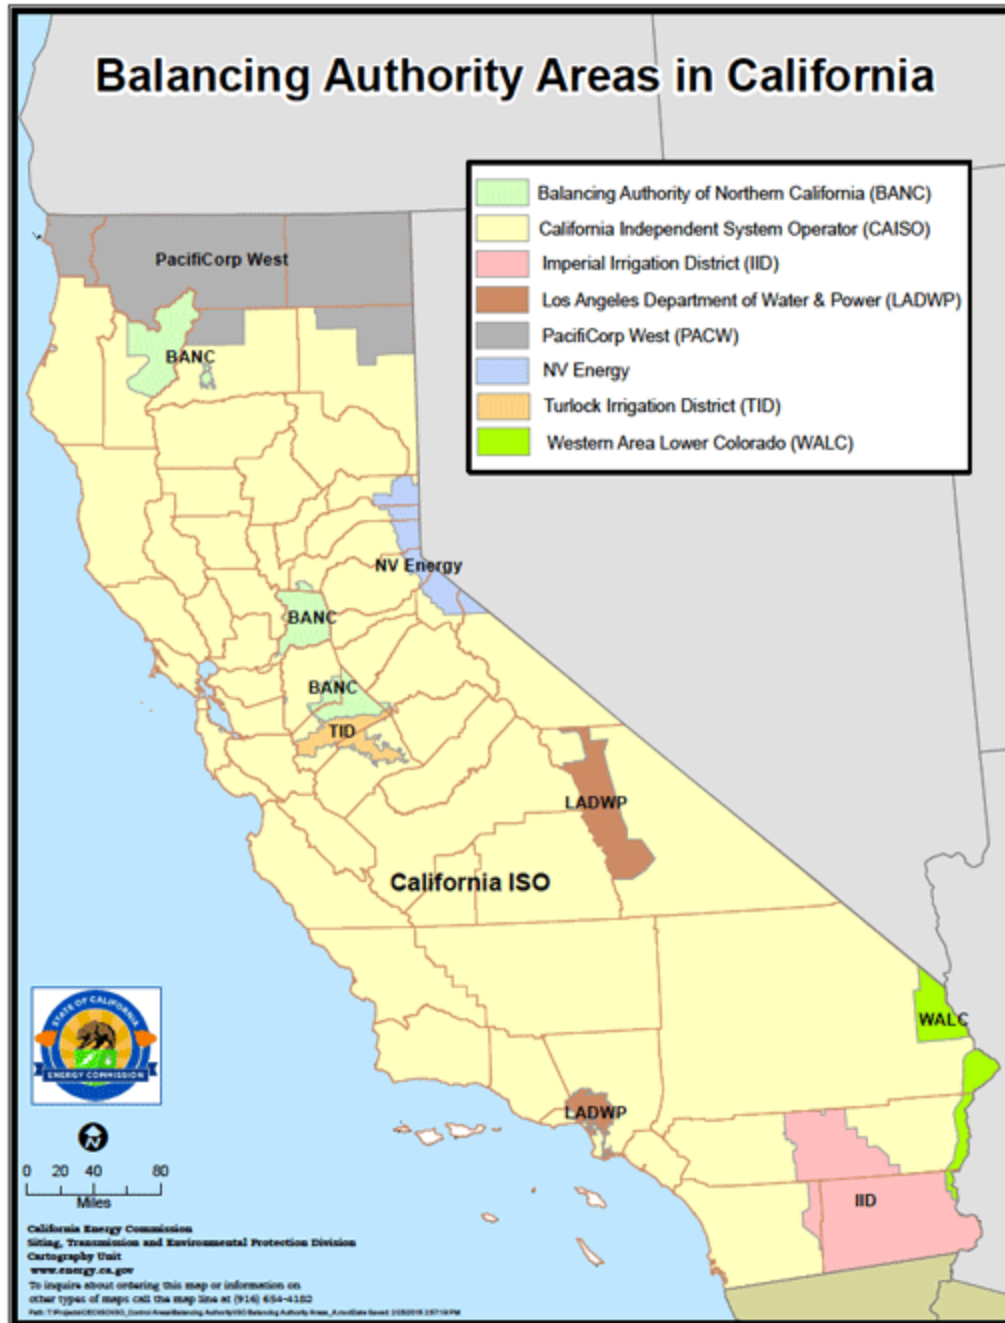 Balancing Authority Areas in California
Balancing Authority of Northern California (BANC)
California Independent System Operator (CAISO)
Imperial Irrigation District (IID)
Los Angeles Department of Water & Power (LADWP)
PacifiCorp West (PACW)
NV Energy
Turlock Irrigation District (TID)
Western Area Lower Colorado (WALC)
PacifiCorp West
BANC
NV Energy
BANC
BANC
TID
LADWP
California ISO
WALC
LADWP
IID
STATE OF CALIFORNIA
ENERGY COMMISSION
N
0 20 40 80
Miles
California Energy Commission
Siting, Transmission and Environmental Protection Division
Cartography Unit
www.energy.ca.gov
To inquire about ordering this map or information on
other types of maps call the map line at (916) 654-4182